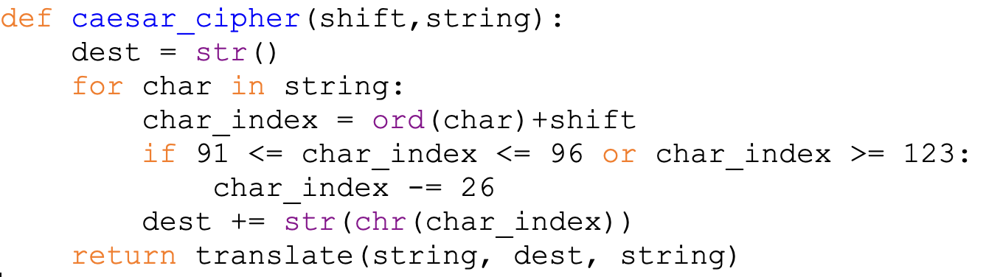 def caesar_cipher(shift,string):
    dest = str()
    for char in string:
        char_index = ord(char)+shift
        if 91 <= char_index <= 96 or char_index >= 123:
            char_index -= 26
        dest += str(chr(char_index))
    return translate(string, dest, string)